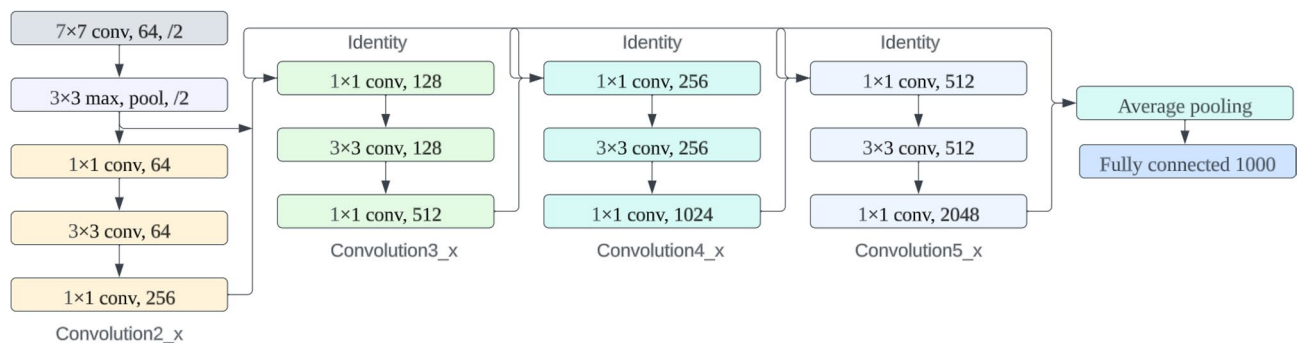 7×7 conv, 64, /2
3×3 max, pool, /2
1×1 conv, 64
3×3 conv, 64
1×1 conv, 256
Convolution2_x
Identity
1×1 conv, 128
3×3 conv, 128
1×1 conv, 512
Convolution3_x
Identity
1×1 conv, 256
3×3 conv, 256
1×1 conv, 1024
Convolution4_x
Identity
1×1 conv, 512
3×3 conv, 512
1×1 conv, 2048
Convolution5_x
Average pooling
Fully connected 1000